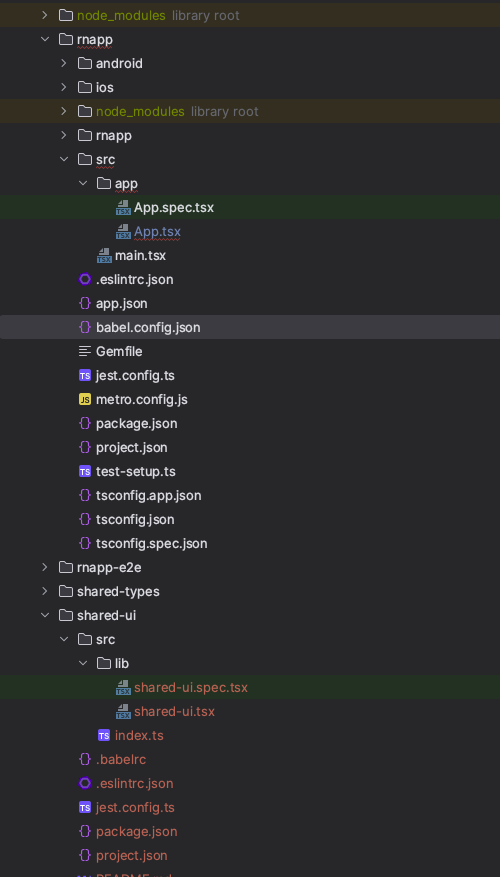 node_modules library root
rnapp
android
ios
node_modules library root
rnapp
src
app
TSX App.spec.tsx
TSX App.tsx
TSX main.tsx
.eslintrc.json
app.json
babel.config.json
Gemfile
TS jest.config.ts
JS metro.config.js
package.json
project.json
TS test-setup.ts
tsconfig.app.json
tsconfig.json
tsconfig.spec.json
rnapp-e2e
shared-types
shared-ui
src
lib
TSX shared-ui.spec.tsx
TSX shared-ui.tsx
TS index.ts
.babelrc
.eslintrc.json
TS jest.config.ts
package.json
project.json